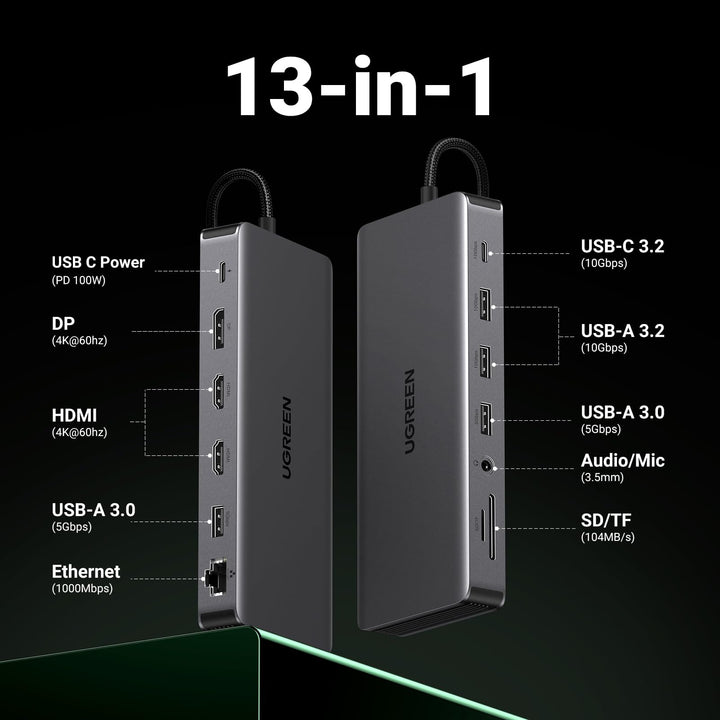 13-in-1
USB C Power
(PD 100W)
DP
(4K@60hz)
HDMI
(4K@60hz)
USB-A 3.0
(5Gbps)
Ethernet
(1000Mbps)
UGREEN
UGREEN
USB-C 3.2
(10Gbps)
USB-A 3.2
(10Gbps)
USB-A 3.0
(5Gbps)
Audio/Mic
(3.5mm)
SD/TF
(104MB/s)